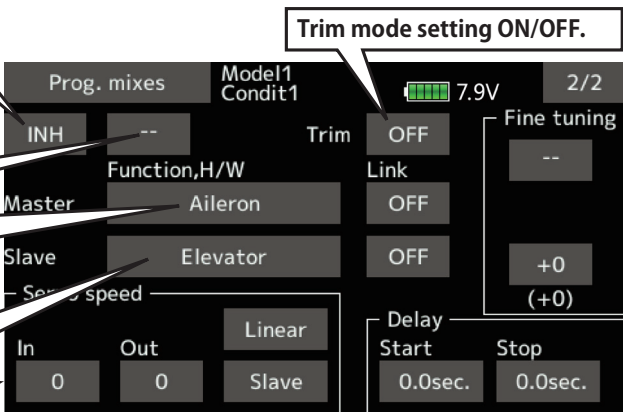 Trim mode setting ON/OFF.
Prog. mixes
Model1
Condit1
7.9V
2/2
INH
--
Trim
OFF
Fine tuning
--
Function,H/W
Link
Master
Aileron
OFF
Slave
Elevator
OFF
+0
(+0)
Servo speed
Linear
In
Out
0
0
Slave
Delay
Start
Stop
0.0sec.
0.0sec.